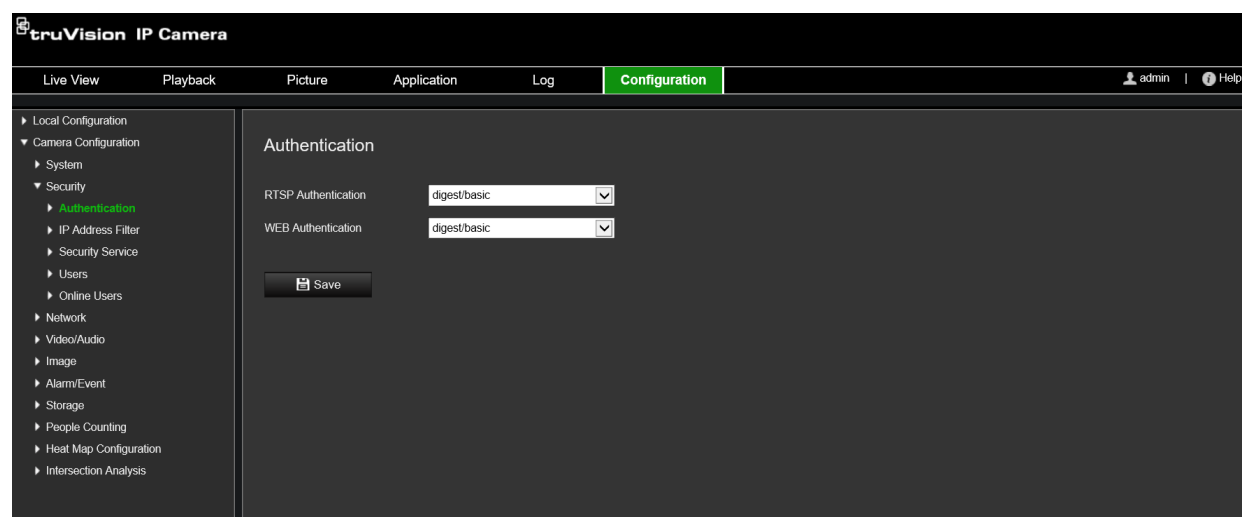 truVision IP Camera
Live View Playback Picture Application Log Configuration admin | Help
Local Configuration
Camera Configuration
System
Security
Authentication
IP Address Filter
Security Service
Users
Online Users
Network
Video/Audio
Image
Alarm/Event
Storage
People Counting
Heat Map Configuration
Intersection Analysis
Authentication
RTSP Authentication digest/basic
WEB Authentication digest/basic
Save